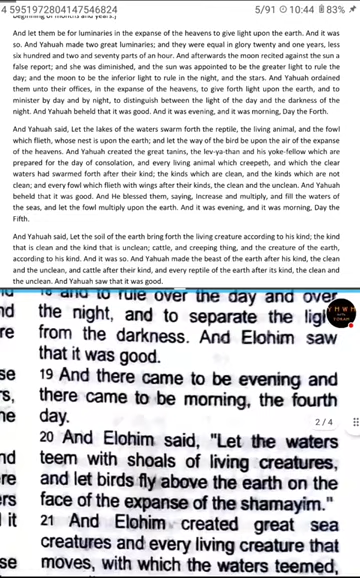 4 5951972804147546824 5/91 10:44 83%
beginning of months and years.]
And let them be for luminaries in the expanse of the heavens to give light upon the earth. And it was
so. And Yahuah made two great luminaries; and they were equal in glory twenty and one years, less
six hundred and two and seventy parts of an hour. And afterwards the moon recited against the sun a
false report; and she was diminished, and the sun was appointed to be the greater light to rule the
day; and the moon to be the inferior light to rule in the night, and the stars. And Yahuah ordained
them unto their offices, in the expanse of the heavens, to give forth light upon the earth, and to
minister by day and by night, to distinguish between the light of the day and the darkness of the
night. And Yahuah beheld that it was good. And it was evening, and it was morning, Day the Forth.
And Yahuah said, Let the lakes of the waters swarm forth the reptile, the living animal, and the fowl
which flieth, whose nest is upon the earth; and let the way of the bird be upon the air of the expanse
of the heavens. And Yahuah created the great tanins, the lev-ya-than and his yoke-fellow which are
prepared for the day of consolation, and every living animal which creepeth, and which the clear
waters had swarmed forth after their kind; the kinds which are clean, and the kinds which are not
clean; and every fowl which flieth with wings after their kinds, the clean and the unclean. And Yahuah
beheld that it was good. And He blessed them, saying, Increase and multiply, and fill the waters of
the seas, and let the fowl multiply upon the earth. And it was evening, and it was morning, Day the
Fifth.
And Yahuah said, Let the soil of the earth bring forth the living creature according to his kind; the kind
that is clean and the kind that is unclean; cattle, and creeping thing, and the creature of the earth,
according to his kind. And it was so. And Yahuah made the beast of the earth after his kind, the clean
and the unclean, and cattle after their kind, and every reptile of the earth after its kind, the clean and
the unclean. And Yahuah saw that it was good.
18 and to rule over the day and over
nd the night, and to separate the light
re from the darkness. And Elohim saw
that it was good.
se 19 And there came to be evening and
rs, there came to be morning, the fourth
ne day.
2/4
20 And Elohim said, "Let the waters
nd teem with shoals of living creatures,
re and let birds fly above the earth on the
ers face of the expanse of the shamayim."
it 21 And Elohim created great sea
creatures and every living creature that
se moves, with which the waters teemed,